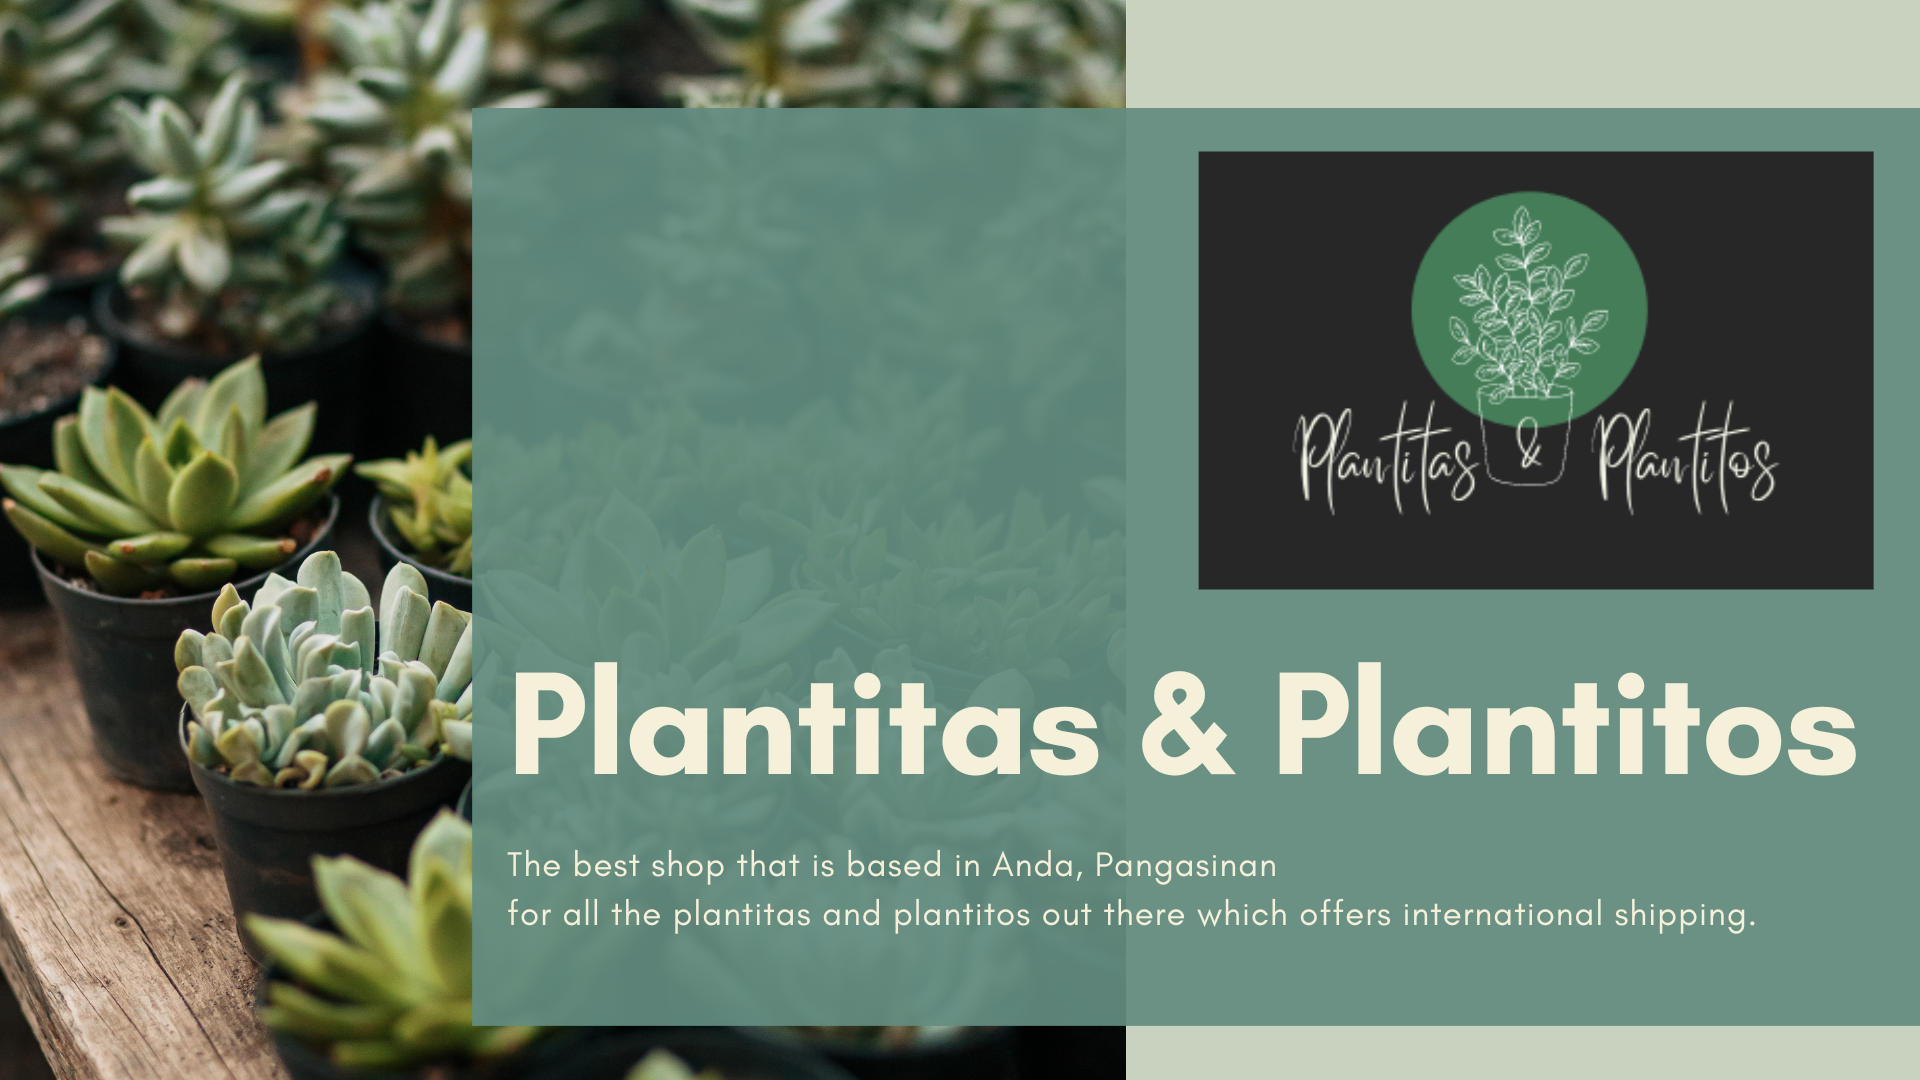 Plantitas & Plantitos
Plantitas & Plantitos
The best shop that is based in Anda, Pangasinan
for all the plantitas and plantitos out there which offers international shipping.